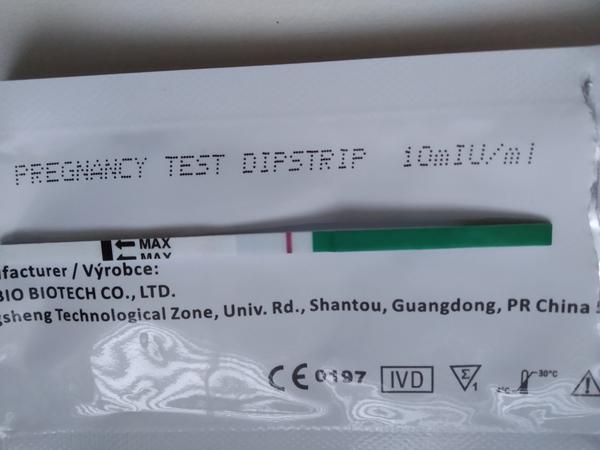 PREGNANCY TEST DIPSTRIP 10mIU/ml
MAX
MAX
ufacturer / Výrobce:
BIO BIOTECH CO., LTD.
gsheng Technological Zone, Univ. Rd., Shantou, Guangdong, PR China
CE 0197 IVD Σ 1 30°C